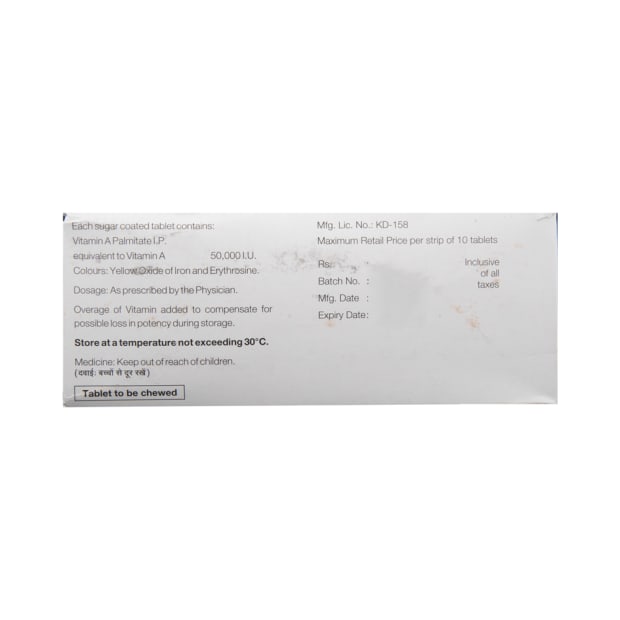 Each sugar coated tablet contains:
Vitamin A Palmitate I.P.
equivalent to Vitamin A 50,000 I.U.
Colours: Yellow Oxide of Iron and Erythrosine.
Dosage: As prescribed by the Physician.
Overage of Vitamin added to compensate for
possible loss in potency during storage.
Store at a temperature not exceeding 30°C.
Medicine: Keep out of reach of children.
(दवाई: बच्चों से दूर रखें)
Tablet to be chewed
Mfg. Lic. No.: KD-158
Maximum Retail Price per strip of 10 tablets
Rs. :
Inclusive
of all
taxes
Batch No. :
Mfg. Date :
Expiry Date: